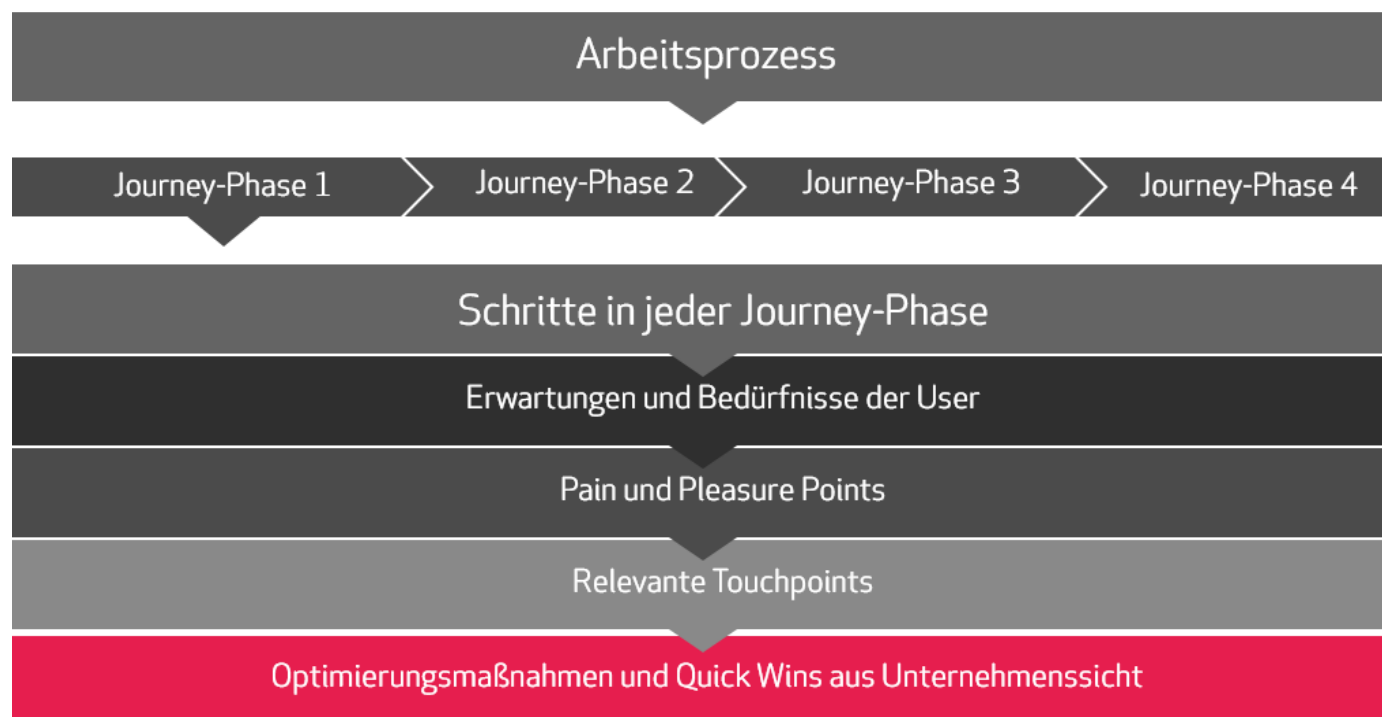 Arbeitsprozess
Journey-Phase 1
Journey-Phase 2
Journey-Phase 3
Journey-Phase 4
Schritte in jeder Journey-Phase
Erwartungen und Bedürfnisse der User
Pain und Pleasure Points
Relevante Touchpoints
Optimierungsmaßnahmen und Quick Wins aus Unternehmenssicht